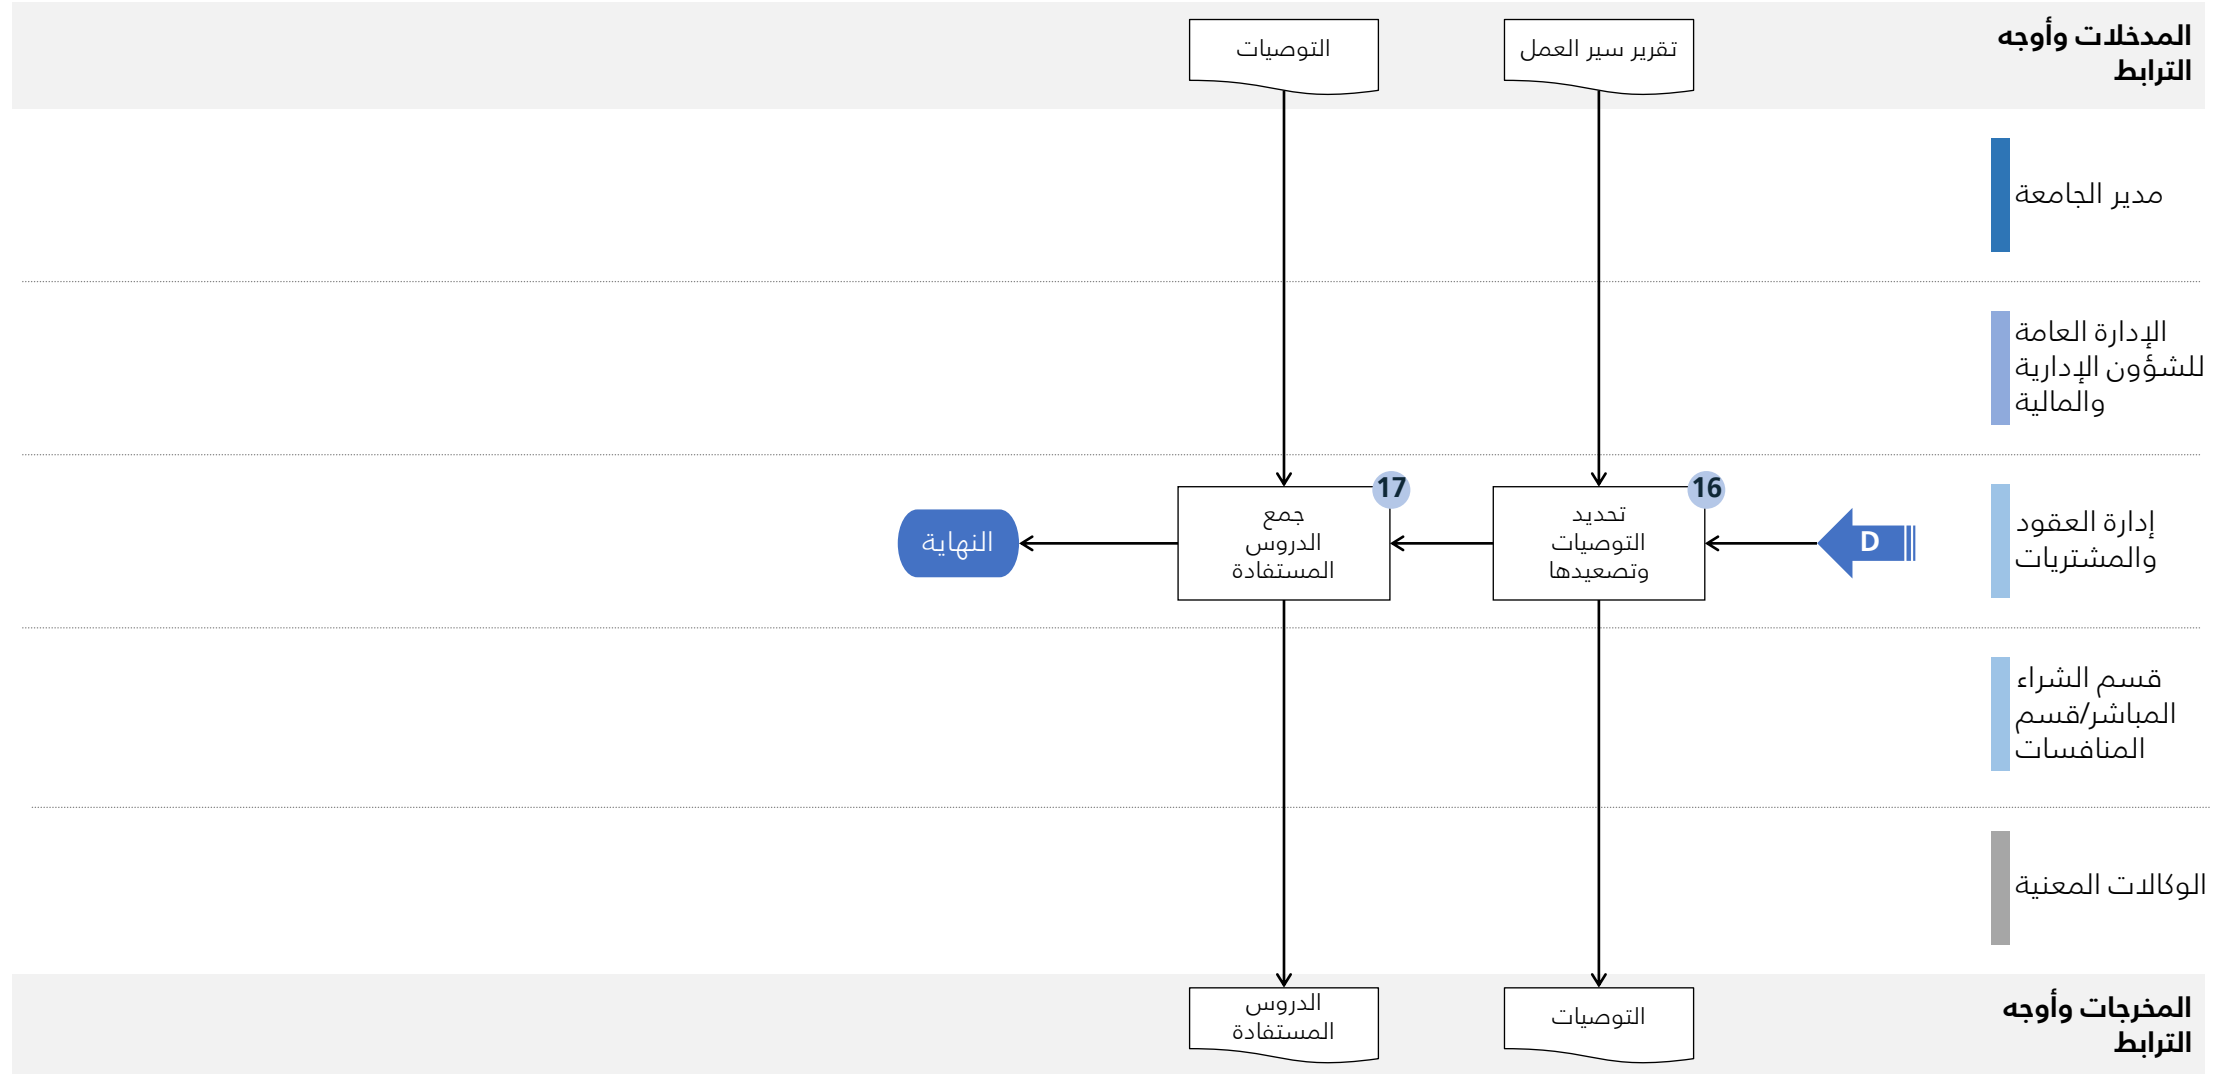 المدخلات وأوجه
الترابط
تقرير سير العمل
التوصيات
مدير الجامعة
الإدارة العامة
للشؤون الإدارية
والمالية
إدارة العقود
والمشتريات
D
16
تحديد
التوصيات
وتصعيدها
17
جمع
الدروس
المستفادة
النهاية
قسم الشراء
المباشر/قسم
المنافسات
الوكالات المعنية
المخرجات وأوجه
الترابط
التوصيات
الدروس
المستفادة